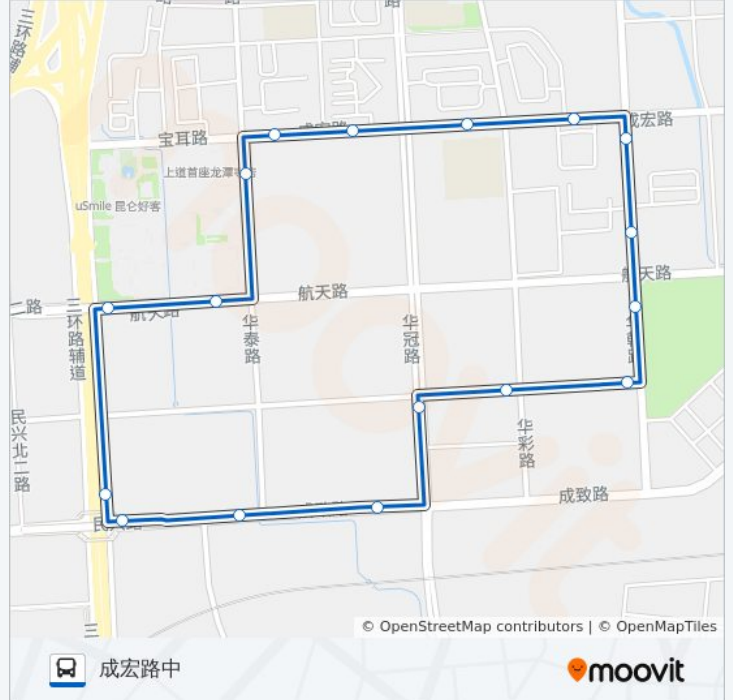 三环路辅
宝耳路
成宏路
上道首座龙潭
uSmile 昆仑好客
航天路
航天路
二路
三环路辅道
华泰路
华冠路
民兴北二路
华彩路
成致路
三
© OpenStreetMap contributors | © OpenMapTiles
成宏路中
moovit